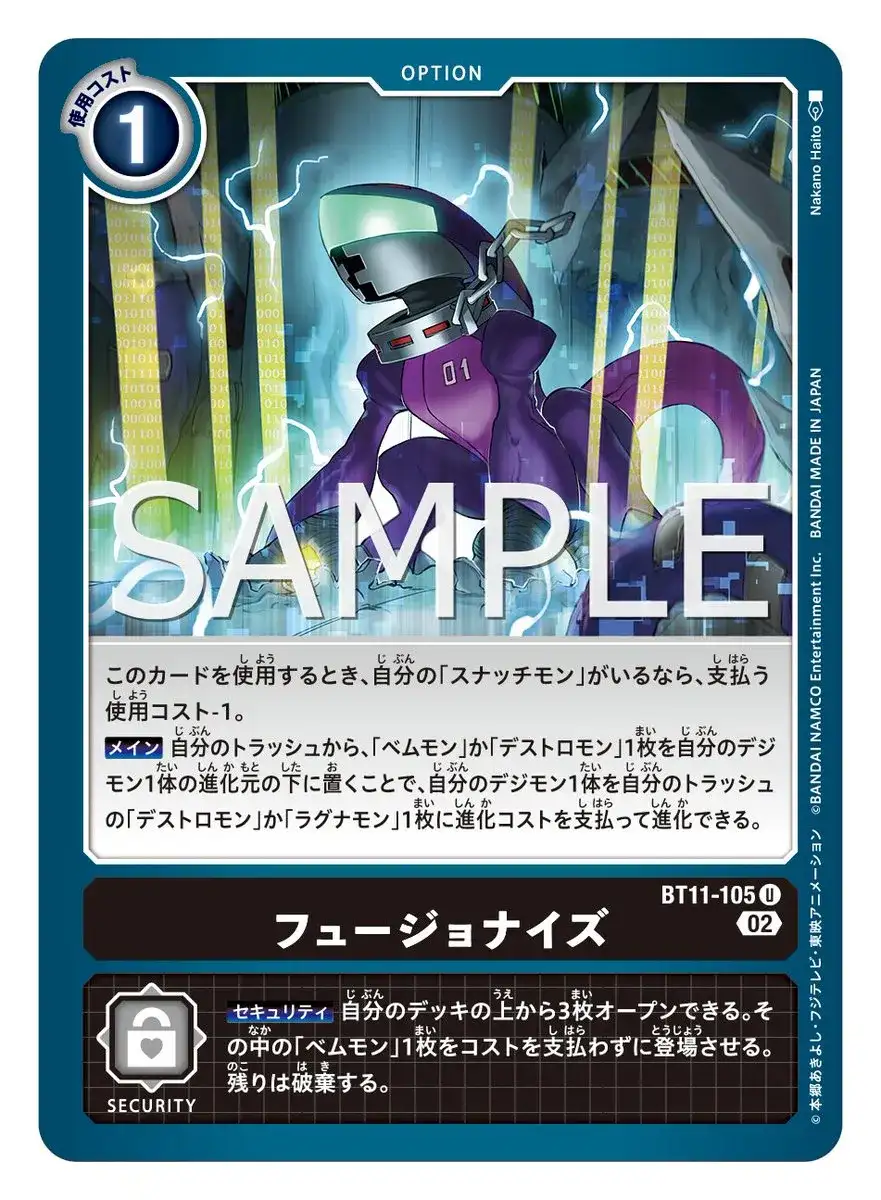 OPTION
使用コスト
1
Nakano Haito
01
SAMPLE
このカードを使用するとき、自分の「スナッチモン」がいるなら、支払う
使用コスト-1。
メイン 自分のトラッシュから、「ベムモン」か「デストロモン」1枚を自分のデジ
モン1体の進化元の下に置くことで、自分のデジモン1体を自分のトラッシュ
の「デストロモン」か「ラグナモン」1枚に進化コストを支払って進化できる。
BT11-105 U
フュージョナイズ
02
セキュリティ 自分のデッキの上から3枚オープンできる。そ
の中の「ベムモン」1枚をコストを支払わずに登場させる。
残りは破棄する。
SECURITY
©本郷あきよし・フジテレビ・東映アニメーション ©BANDAI NAMCO Entertainment Inc. BANDAI MADE IN JAPAN